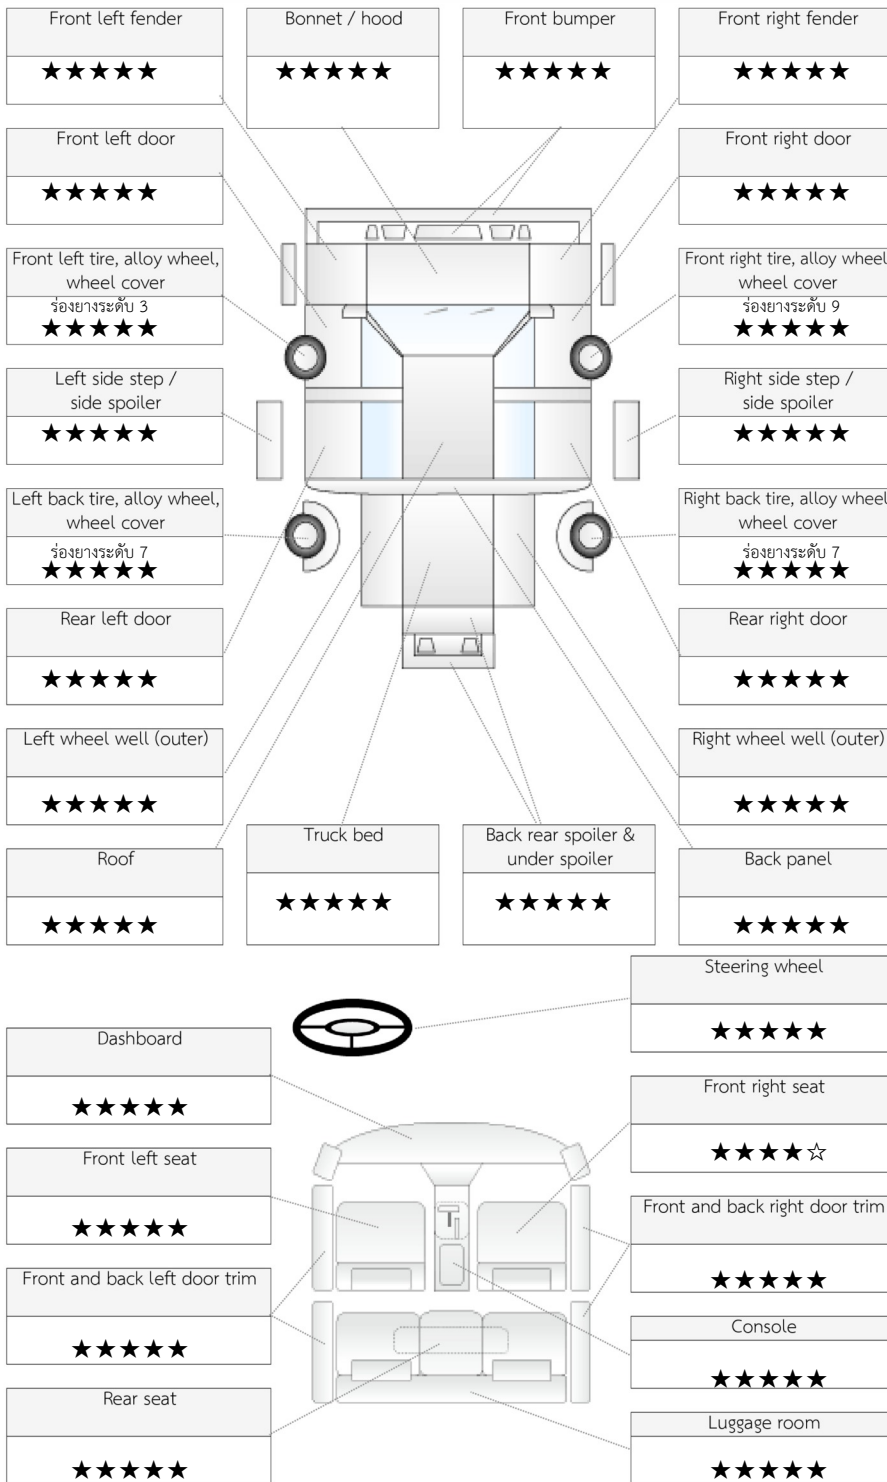 Front left fender
★★★★★
Bonnet / hood
★★★★★
Front bumper
★★★★★
Front right fender
★★★★★
Front left door
★★★★★
Front right door
★★★★★
Front left tire, alloy wheel,
wheel cover
ร่องยางระดับ 3
★★★★★
Front right tire, alloy wheel
wheel cover
ร่องยางระดับ 9
★★★★★
Left side step /
side spoiler
★★★★★
Right side step /
side spoiler
★★★★★
Left back tire, alloy wheel,
wheel cover
ร่องยางระดับ 7
★★★★★
Right back tire, alloy wheel
wheel cover
ร่องยางระดับ 7
★★★★★
Rear left door
★★★★★
Rear right door
★★★★★
Left wheel well (outer)
★★★★★
Right wheel well (outer)
★★★★★
Roof
★★★★★
Truck bed
★★★★★
Back rear spoiler &
under spoiler
★★★★★
Back panel
★★★★★
Steering wheel
★★★★★
Dashboard
★★★★★
Front right seat
★★★★☆
Front left seat
★★★★★
Front and back right door trim
★★★★★
Front and back left door trim
★★★★★
Console
★★★★★
Rear seat
★★★★★
Luggage room
★★★★★